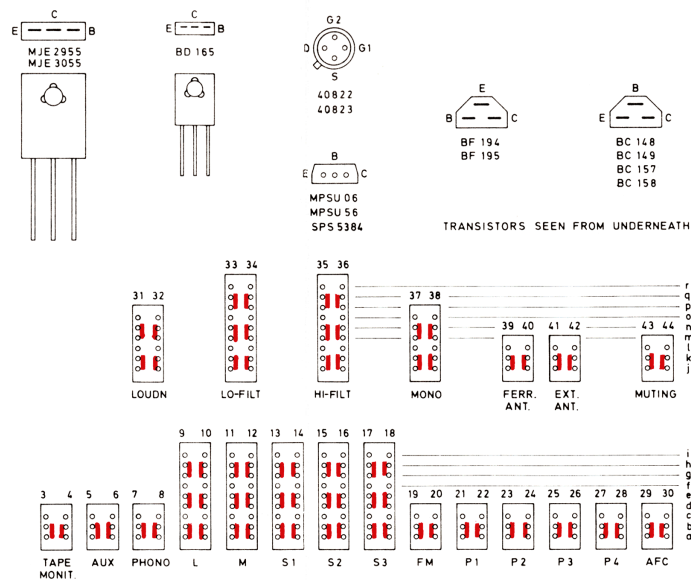 C
E B
MJE 2955
MJE 3055
C
E B
BD 165
G2
D G1
S
40822
40823
B
E C
MPSU 06
MPSU 56
SPS 5384
E
B C
BF 194
BF 195
B
E C
BC 148
BC 149
BC 157
BC 158
TRANSISTORS SEEN FROM UNDERNEATH
31 32
LOUDN
33 34
LO-FILT
35 36
HI-FILT
37 38
MONO
39 40
FERR.
ANT.
41 42
EXT.
ANT.
43 44
MUTING
r
q
p
o
n
m
l
k
j
3 4
TAPE
MONIT.
5 6
AUX
7 8
PHONO
9 10
L
11 12
M
13 14
S1
15 16
S2
17 18
S3
19 20
FM
21 22
P1
23 24
P2
25 26
P3
27 28
P4
29 30
AFC
i
h
g
f
e
d
c
b
a